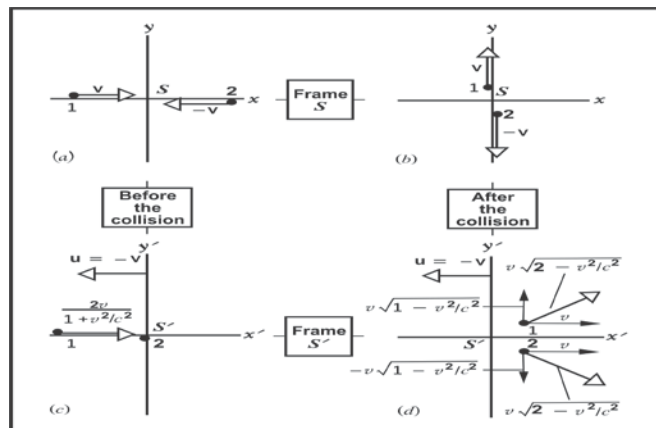 y
v
S
1
2
x
-v
(a)
Frame
S
y
v
1
S
2
x
-v
(b)
Before
the
collision
After
the
collision
y′
u = -v
2v
1 + v²/c²
S′
1
2
x′
(c)
Frame
S′
y′
u = -v
v√2 - v²/c²
v√1 - v²/c²
1
v
S′
2
v
x′
-v√1 - v²/c²
v√2 - v²/c²
(d)